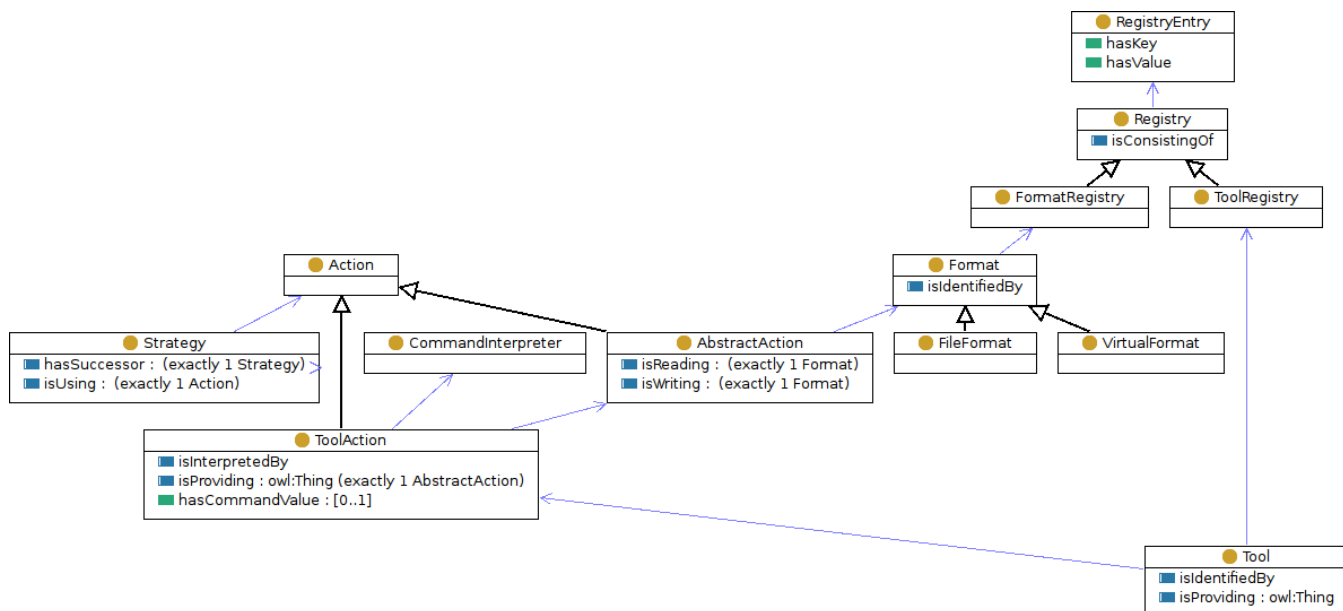 RegistryEntry
hasKey
hasValue
Registry
isConsistingOf
FormatRegistry
ToolRegistry
Action
Format
isIdentifiedBy
Strategy
hasSuccessor : (exactly 1 Strategy)
isUsing : (exactly 1 Action)
CommandInterpreter
AbstractAction
isReading : (exactly 1 Format)
isWriting : (exactly 1 Format)
FileFormat
VirtualFormat
ToolAction
isInterpretedBy
isProviding : owl:Thing (exactly 1 AbstractAction)
hasCommandValue : [0..1]
Tool
isIdentifiedBy
isProviding : owl:Thing